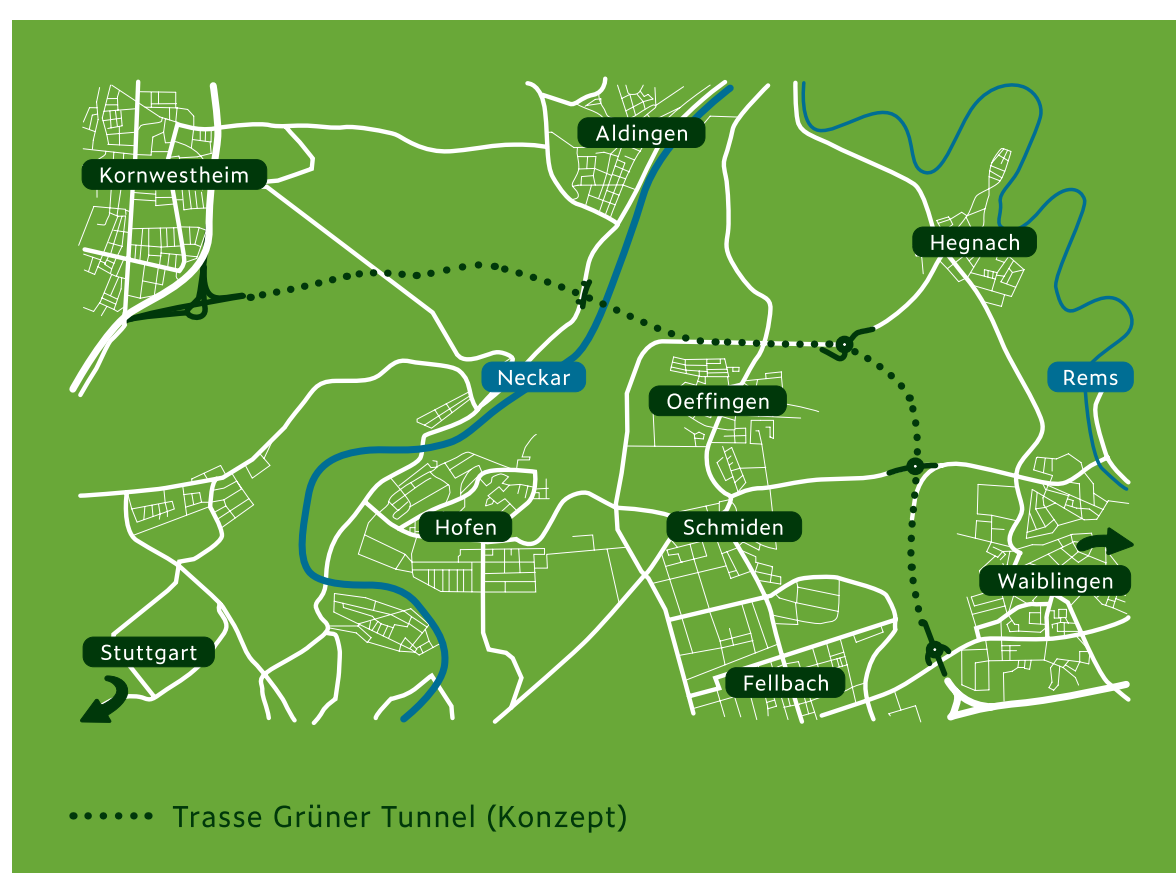 Aldingen
Kornwestheim
Hegnach
Neckar
Rems
Oeffingen
Hofen
Schmiden
Waiblingen
Stuttgart
Fellbach
Trasse Grüner Tunnel (Konzept)